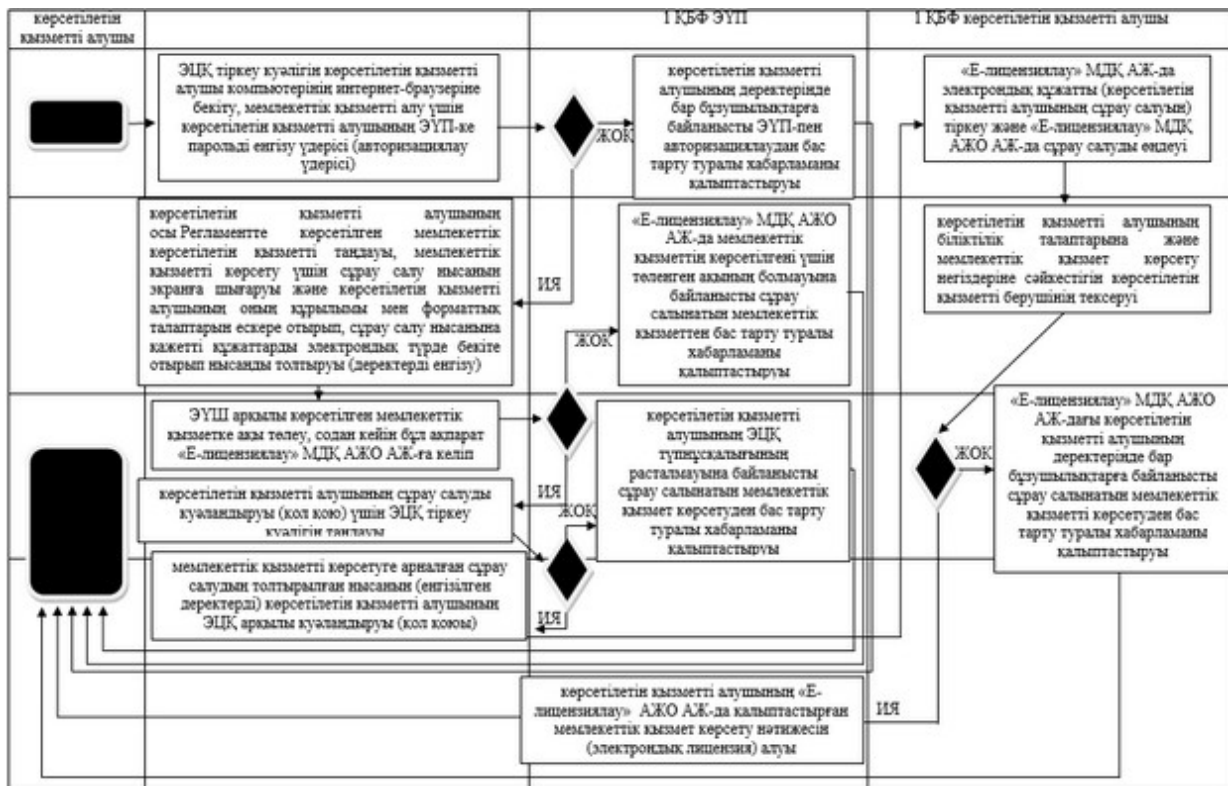 көрсетілетін
қызметті алушы
1 ҚБФ ЭҮП
1 ҚБФ көрсетілетін қызметті алушы
ЭЦҚ тіркеу куәлігін көрсетілетін қызметті
алушы компьютерінің интернет-браузеріне
бекіту, мемлекеттік қызметті алу үшін
көрсетілетін қызметті алушының ЭҮП-ке
парольді енгізу үдерісі (авторизациялау
үдерісі)
ЖОҚ
көрсетілетін қызметті
алушының деректерінде
бар бұзушылықтарға
байланысты ЭҮП-пен
авторизациялаудан бас
тарту туралы хабарламаны
қалыптастыруы
«Е-лицензиялау» МДҚ АЖ-да
электрондық құжатты (көрсетілетін
қызметті алушының сұрау салуын)
тіркеу және «Е-лицензиялау» МДҚ
АЖО АЖ-да сұрау салуды өңдеуі
көрсетілетін қызметті алушының
осы Регламентте көрсетілген мемлекеттік
көрсетілетін қызметті таңдауы, мемлекеттік
қызметті көрсету үшін сұрау салу нысанын
экранға шығаруы және көрсетілетін қызметті
алушының оның құрылымы мен форматтық
талаптарын ескере отырып, сұрау салу нысанына
қажетті құжаттарды электрондық түрде бекіте
отырып нысанды толтыруы (деректерді енгізу)
ИЯ
«Е-лицензиялау» МДҚ АЖО
АЖ-да мемлекеттік
қызметтің көрсетілгені үшін
төленген ақының болмауына
байланысты сұрау
салынатын мемлекеттік
қызметтен бас тарту туралы
хабарламаны
қалыптастыруы
ЖОҚ
көрсетілетін қызметті алушының
біліктілік талаптарына және
мемлекеттік қызмет көрсету
негіздеріне сәйкестігін көрсетілетін
қызметті берушінің тексеруі
ЭҮШ арқылы көрсетілген мемлекеттік
қызметке ақы төлеу, содан кейін бұл ақпарат
«Е-лицензиялау» МДҚ АЖО АЖ-ға келіп
көрсетілетін қызметті
алушының ЭЦҚ
түпнұсқалығының
расталмауына байланысты
сұрау салынатын мемлекеттік
қызмет көрсетуден бас тарту
туралы хабарламаны
қалыптастыруы
ЖОҚ
«Е-лицензиялау» МДҚ АЖО
АЖ-дағы көрсетілетін
қызметті алушының
деректерінде бар
бұзушылықтарға байланысты
сұрау салынатын мемлекеттік
қызметті көрсетуден бас
тарту туралы хабарламаны
қалыптастыруы
көрсетілетін қызметті алушының сұрау салуды
куәландыруы (қол қою) үшін ЭЦҚ тіркеу
куәлігін таңдауы
ИЯ
ЖОҚ
мемлекеттік қызметті көрсетуге арналған сұрау
салудың толтырылған нысанын (енгізілген
деректерді) көрсетілетін қызметті алушының
ЭЦҚ арқылы куәландыруы (қол қоюы)
ИЯ
көрсетілетін қызметті алушының «Е-
лицензиялау» АЖО АЖ-да қалыптастырған
мемлекеттік қызмет көрсету нәтижесін
(электрондық лицензия) алуы
ИЯ